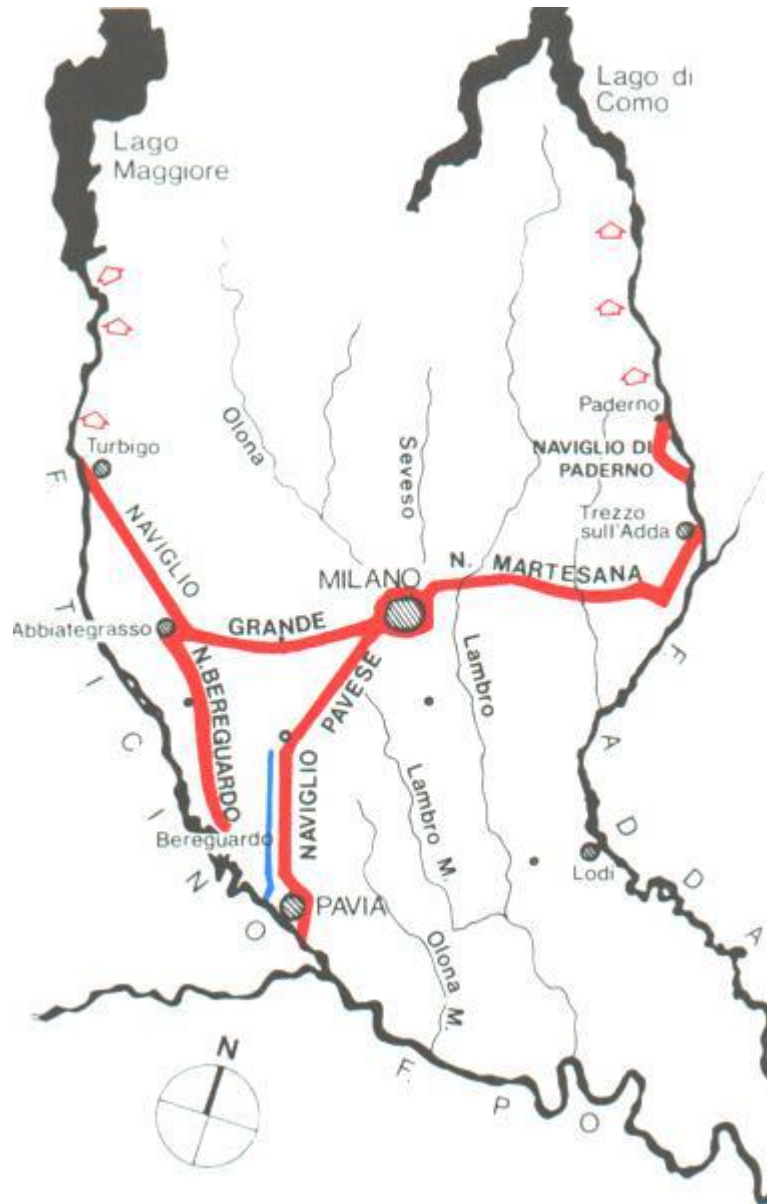 Lago
Maggiore
Lago di
Como
Olona
Seveso
Paderno
NAVIGLIO DI
PADERNO
Turbigo
F. TICINO
NAVIGLIO
GRANDE
Trezzo
sull'Adda
MILANO
N. MARTESANA
Abbiategrasso
N.BEREGUARDO
PAVESE
NAVIGLIO
Lambro
Lambro M.
F. ADDA
Bereguardo
Lodi
PAVIA
Olona M.
F. PO
N